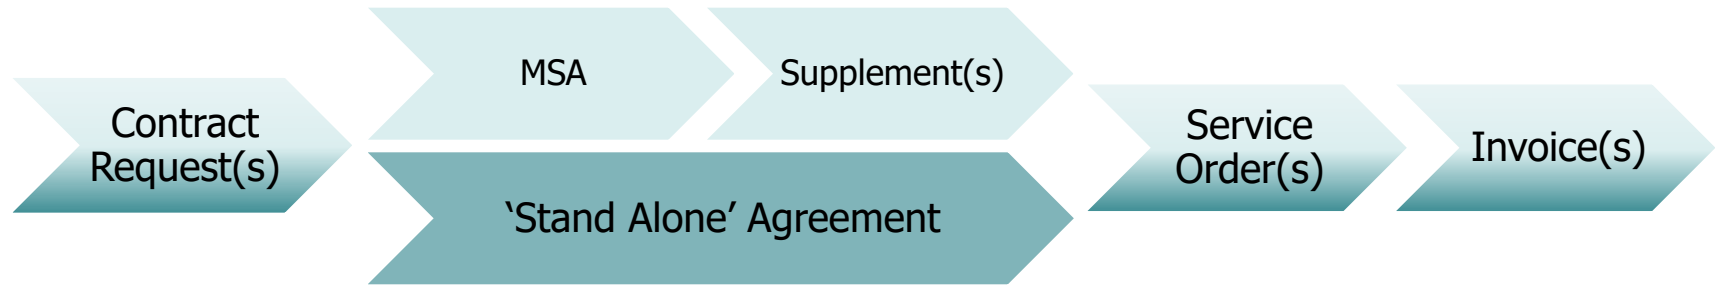 Contract
Request(s)
MSA
Supplement(s)
‘Stand Alone’ Agreement
Service
Order(s)
Invoice(s)